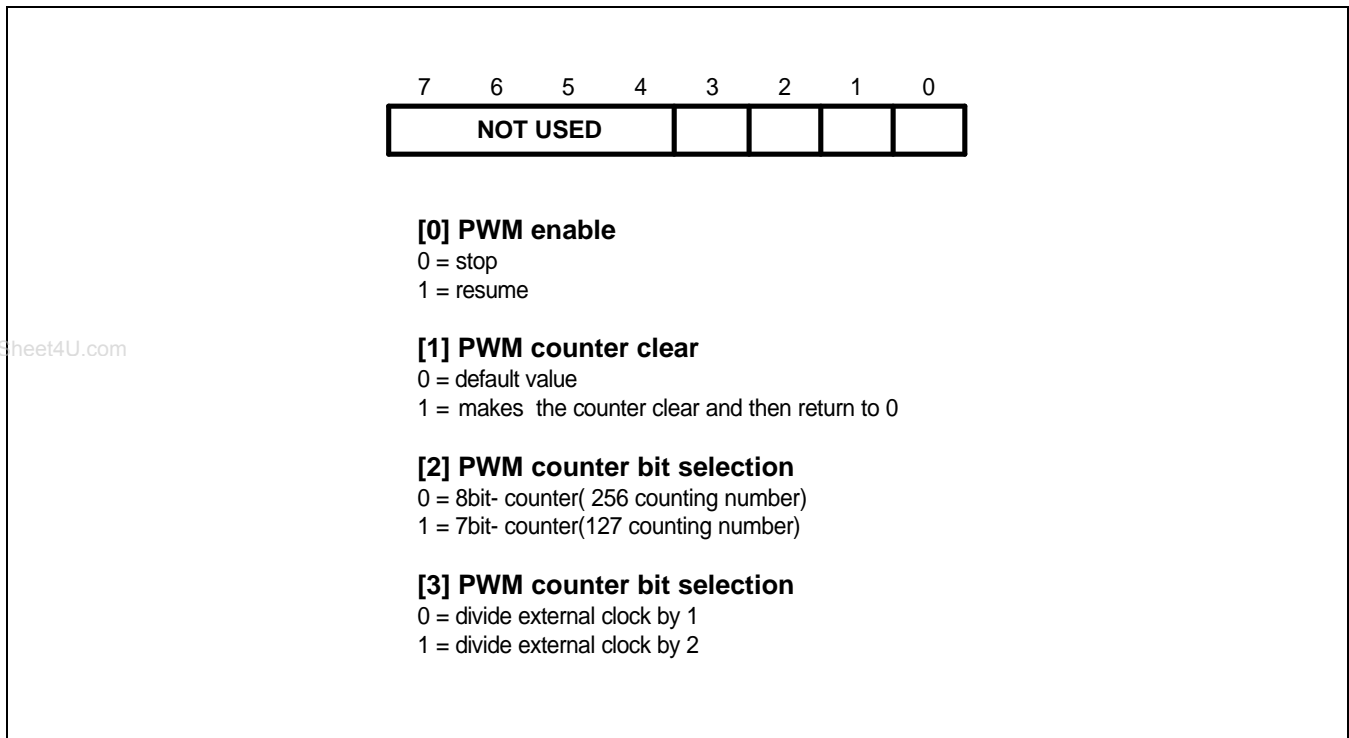 7 6 5 4 3 2 1 0
NOT USED
[0] PWM enable
0 = stop
1 = resume
Sheet4U.com
[1] PWM counter clear
0 = default value
1 = makes the counter clear and then return to 0
[2] PWM counter bit selection
0 = 8bit- counter( 256 counting number)
1 = 7bit- counter(127 counting number)
[3] PWM counter bit selection
0 = divide external clock by 1
1 = divide external clock by 2